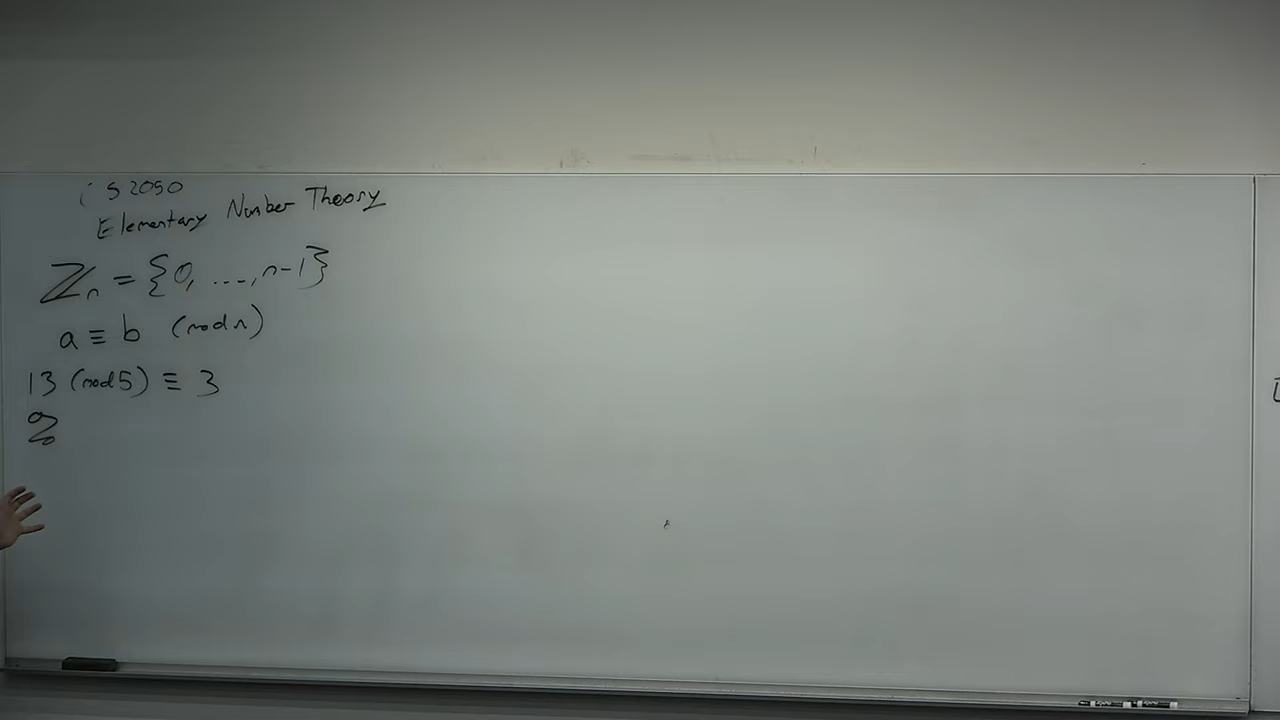 CS 2050
Elementary Number Theory
ℤₙ = {0, ..., n-1}
a ≡ b (mod n)
13 (mod 5) ≡ 3
%